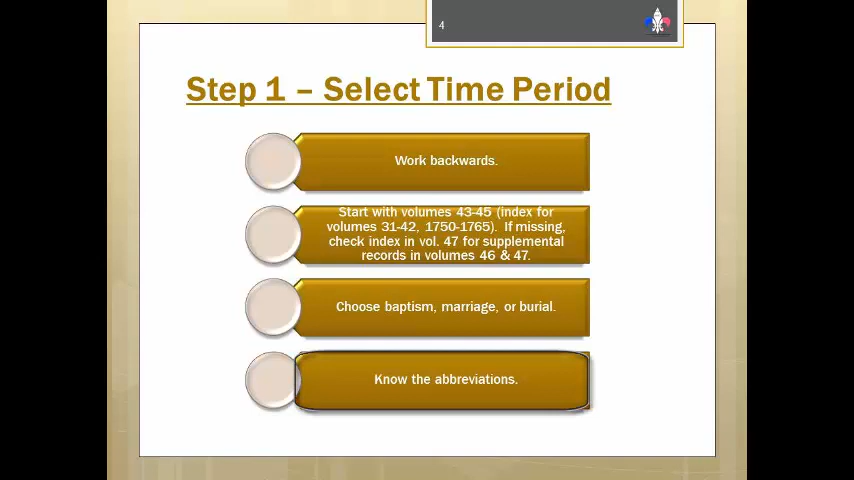 4
Step 1 – Select Time Period
Work backwards.
Start with volumes 43-45 (index for
volumes 31-42, 1750-1765). If missing,
check index in vol. 47 for supplemental
records in volumes 46 & 47.
Choose baptism, marriage, or burial.
Know the abbreviations.